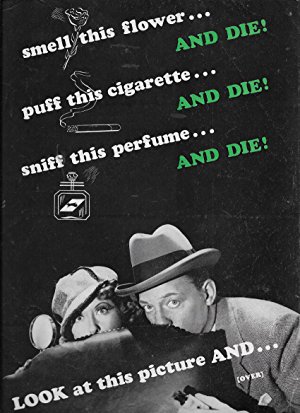 smell this flower...
AND DIE!
puff this cigarette...
AND DIE!
sniff this perfume...
AND DIE!
LOOK at this picture AND...
[OVER]